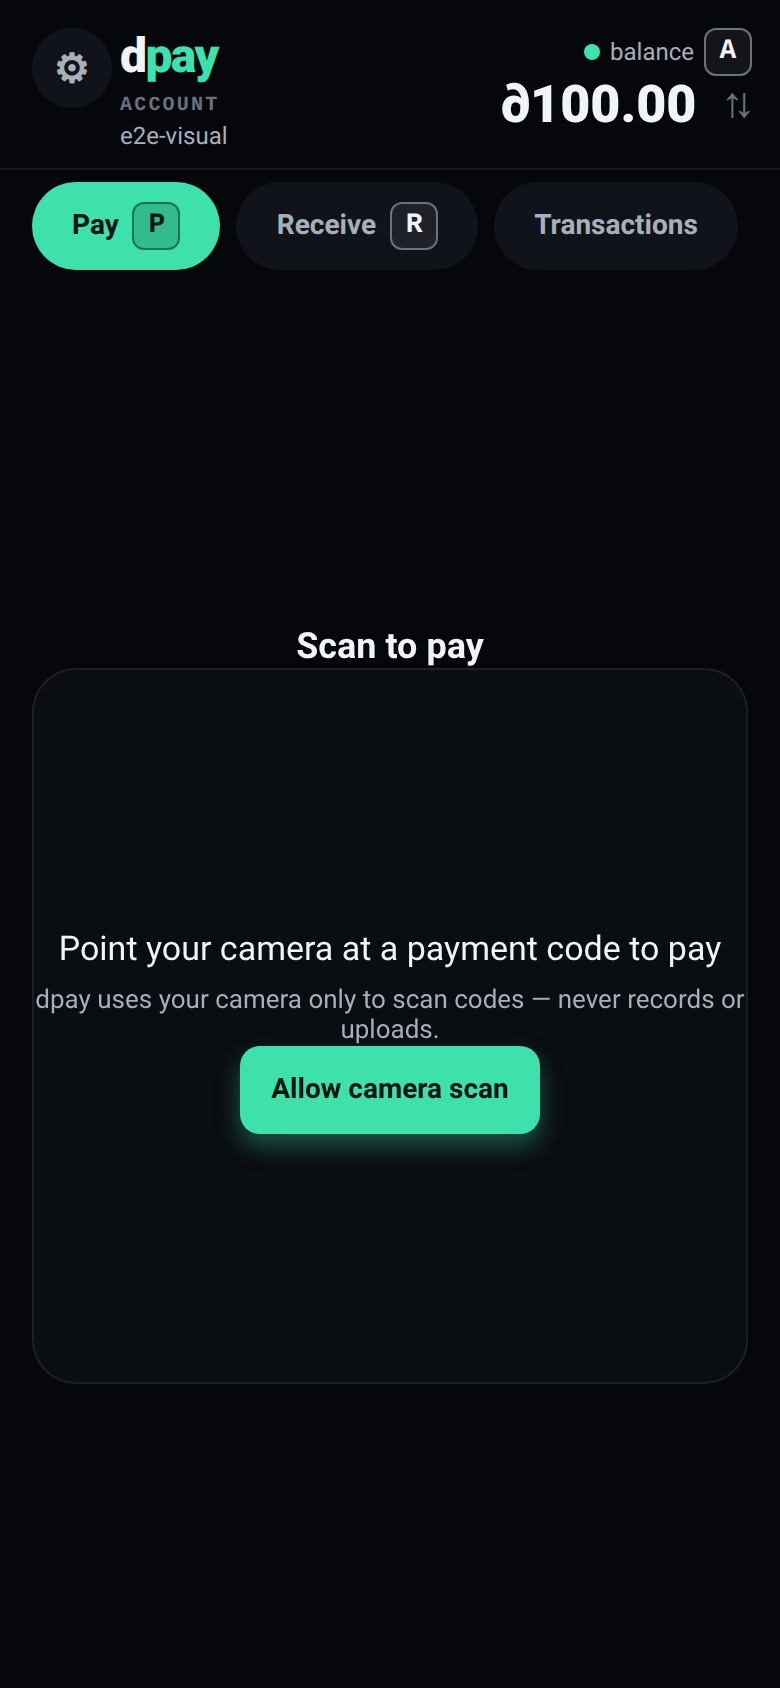 dpay
ACCOUNT
e2e-visual
balance A
∂100.00
Pay P
Receive R
Transactions
Scan to pay
Point your camera at a payment code to pay
dpay uses your camera only to scan codes — never records or
uploads.
Allow camera scan